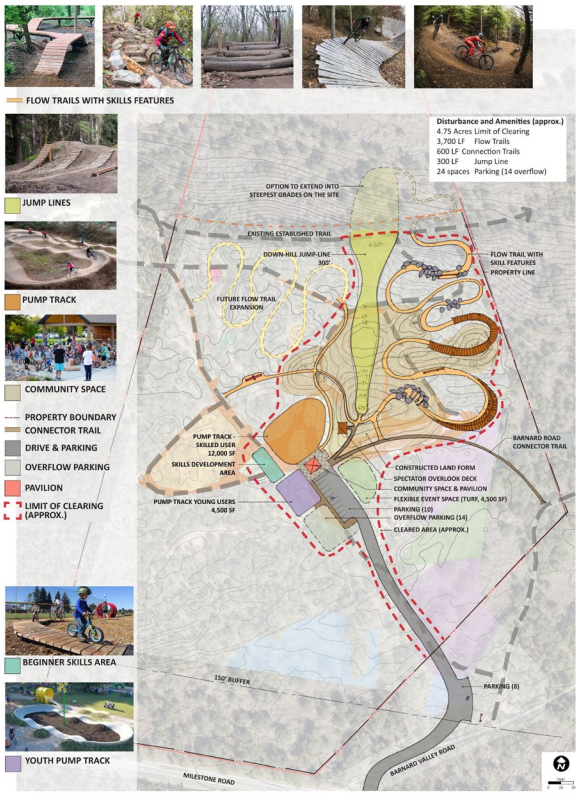 FLOW TRAILS WITH SKILLS FEATURES
Disturbance and Amenities (approx.)
4.75 Acres Limit of Clearing
3,700 LF Flow Trails
600 LF Connection Trails
300 LF Jump Line
24 spaces Parking (14 overflow)
OPTION TO EXTEND INTO
STEEPEST GRADES ON THE SITE
JUMP LINES
EXISTING ESTABLISHED TRAIL
DOWN-HILL JUMP-LINE
300'
FLOW TRAIL WITH
SKILL FEATURES
PROPERTY LINE
FUTURE FLOW TRAIL
EXPANSION
PUMP TRACK
COMMUNITY SPACE
PROPERTY BOUNDARY
CONNECTOR TRAIL
DRIVE & PARKING
OVERFLOW PARKING
PAVILION
LIMIT OF CLEARING
(APPROX.)
PUMP TRACK -
SKILLED USER
12,000 SF
SKILLS DEVELOPMENT
AREA
PUMP TRACK YOUNG USERS
4,500 SF
BARNARD ROAD
CONNECTOR TRAIL
CONSTRUCTED LAND FORM
SPECTATOR OVERLOOK DECK
COMMUNITY SPACE & PAVILION
FLEXIBLE EVENT SPACE (TURF, 4,500 SF)
PARKING (10)
OVERFLOW PARKING (14)
CLEARED AREA (APPROX.)
BEGINNER SKILLS AREA
150' BUFFER
PARKING (8)
YOUTH PUMP TRACK
MILESTONE ROAD
BARNARD VALLEY ROAD
N